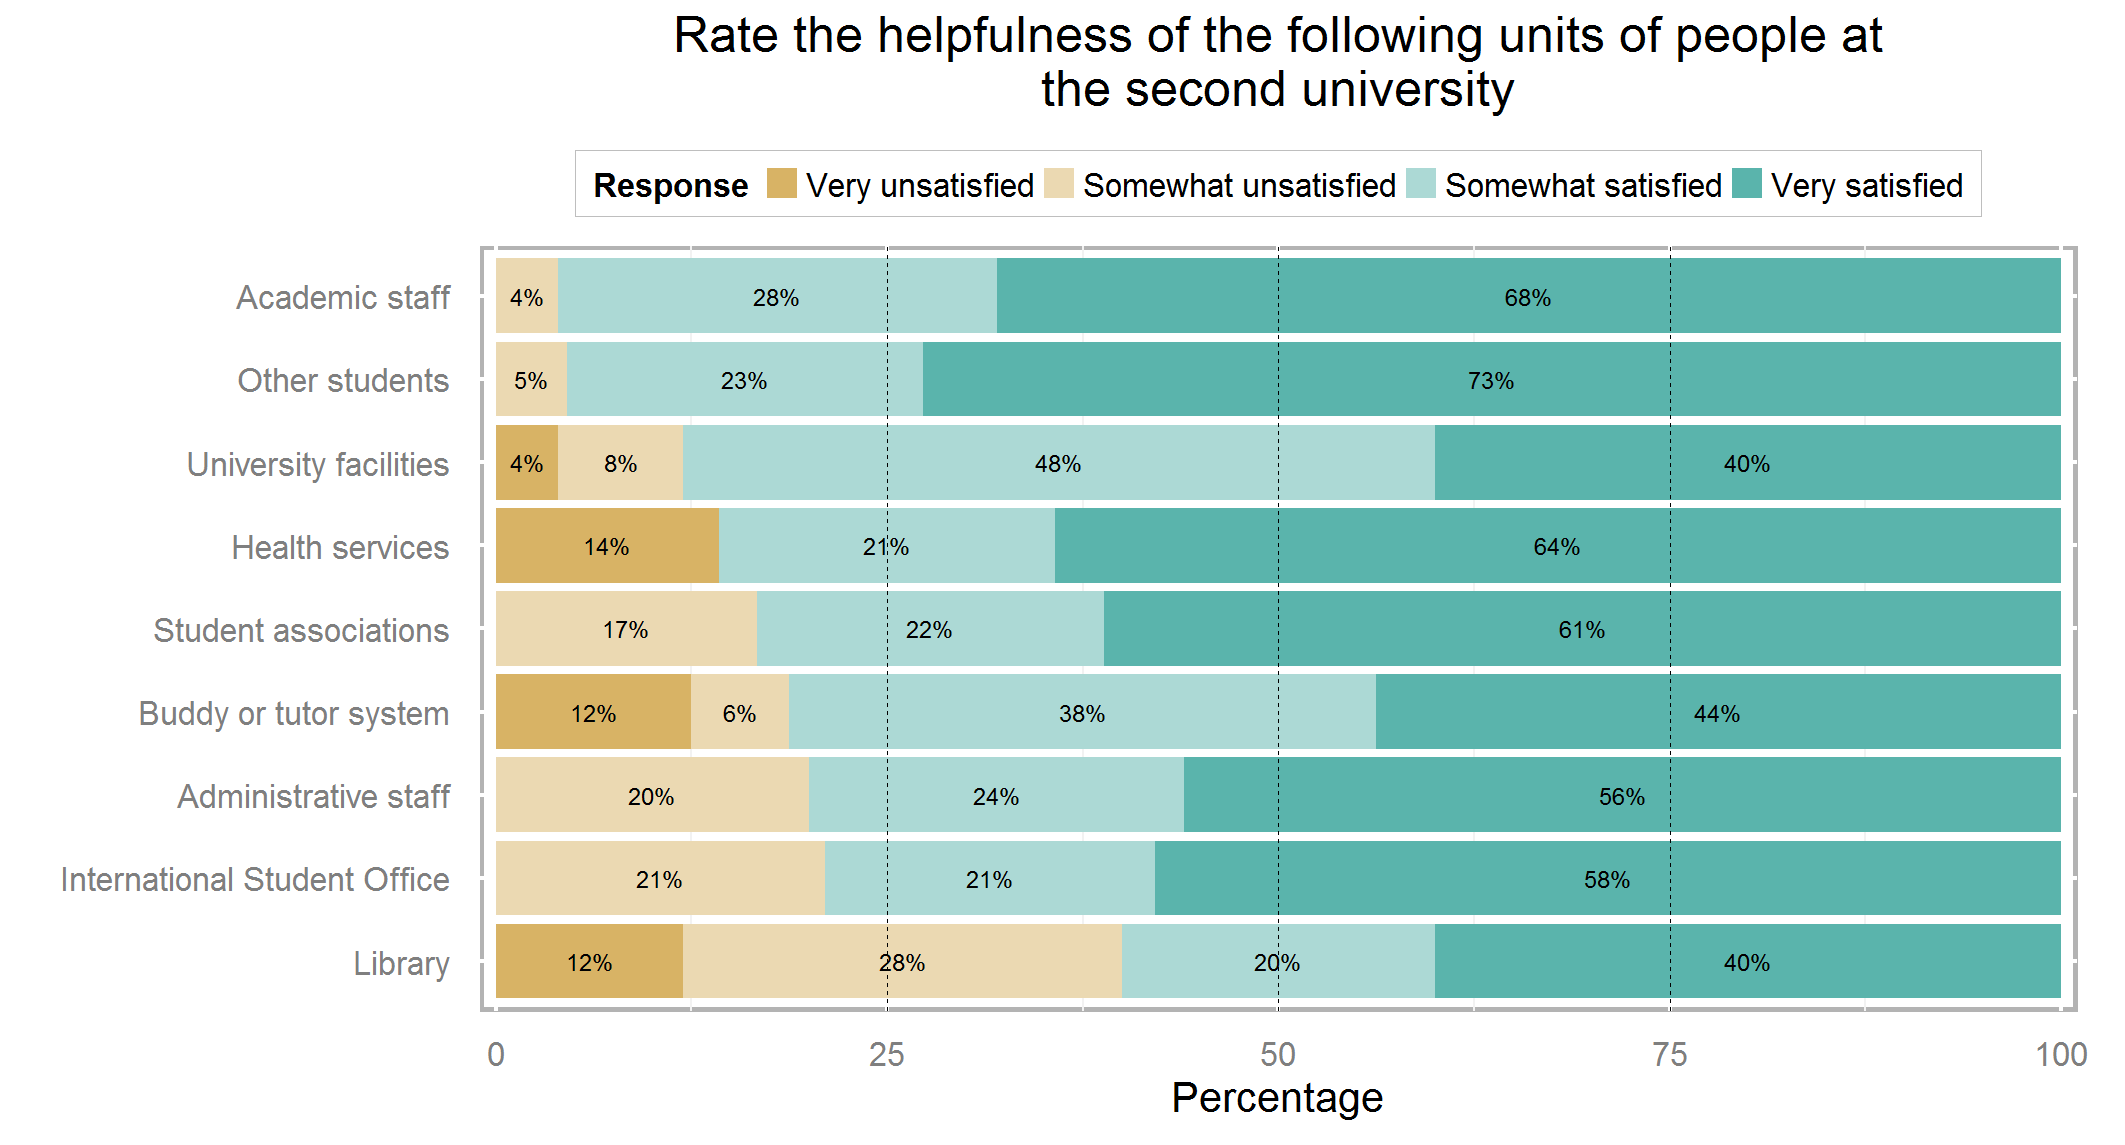 Rate the helpfulness of the following units of people at
the second university
Response Very unsatisfied Somewhat unsatisfied Somewhat satisfied Very satisfied
Academic staff 4% 28% 68%
Other students 5% 23% 73%
University facilities 4% 8% 48% 40%
Health services 14% 21% 64%
Student associations 17% 22% 61%
Buddy or tutor system 12% 6% 38% 44%
Administrative staff 20% 24% 56%
International Student Office 21% 21% 58%
Library 12% 28% 20% 40%
0 25 50 75 100
Percentage